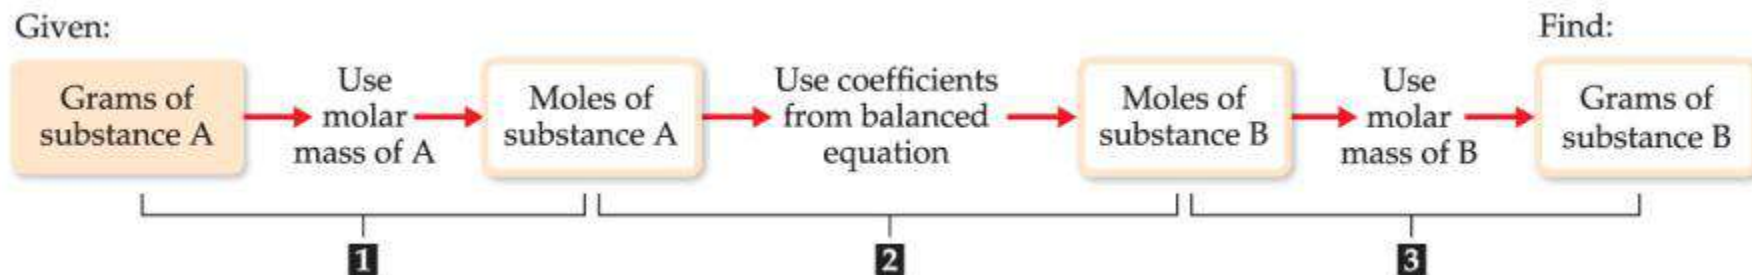 Given:
Find:
Grams of
substance A
Use
molar
mass of A
Moles of
substance A
Use coefficients
from balanced
equation
Moles of
substance B
Use
molar
mass of B
Grams of
substance B
1
2
3